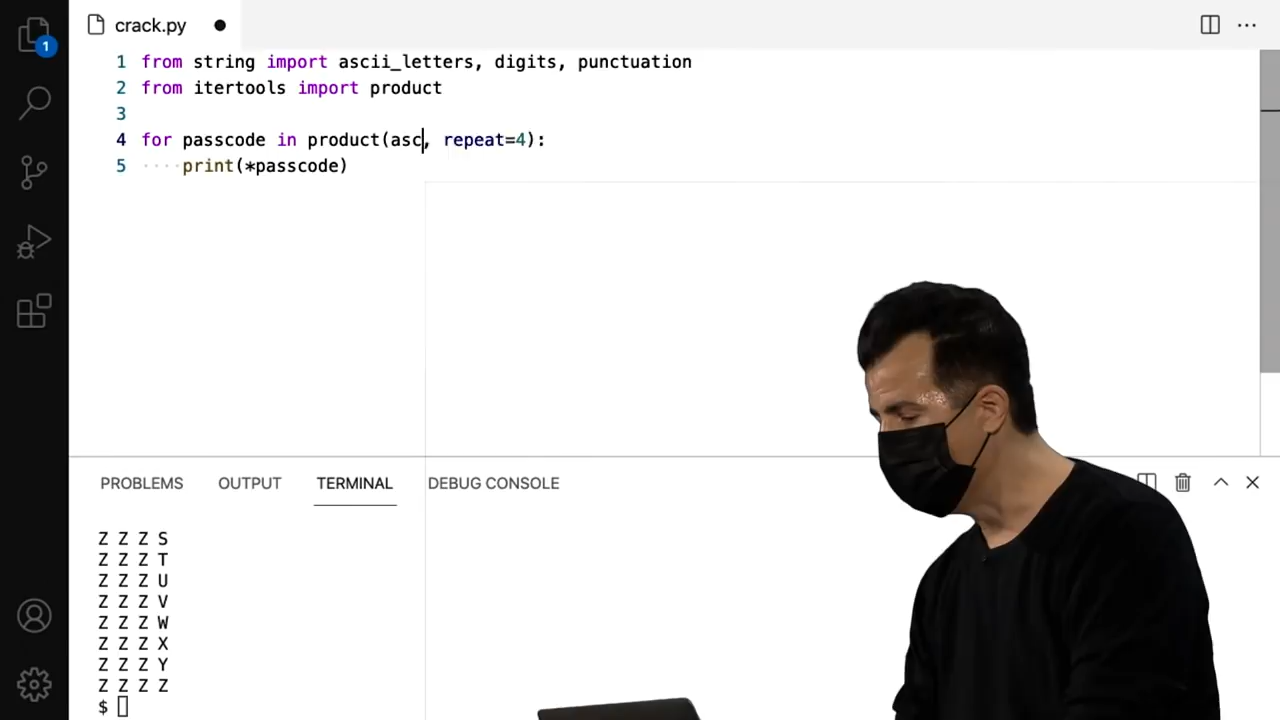 1
crack.py ●
1 from string import ascii_letters, digits, punctuation
2 from itertools import product
3
4 for passcode in product(asc, repeat=4):
5 ····print(*passcode)
PROBLEMS OUTPUT TERMINAL DEBUG CONSOLE
Z Z Z S
Z Z Z T
Z Z Z U
Z Z Z V
Z Z Z W
Z Z Z X
Z Z Z Y
Z Z Z Z
$